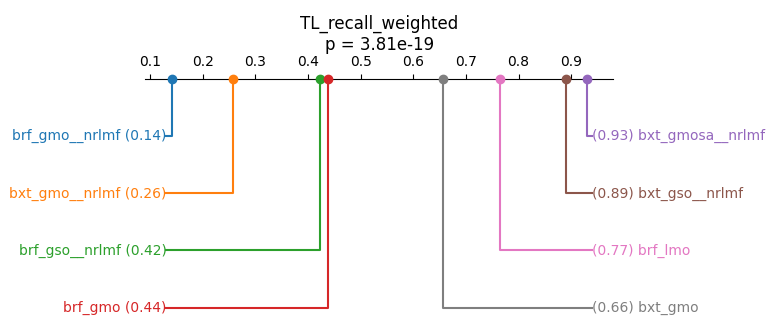 TL_recall_weighted
p = 3.81e-19
0.1 0.2 0.3 0.4 0.5 0.6 0.7 0.8 0.9
brf_gmo__nrlmf (0.14) (0.93) bxt_gmosa__nrlmf
bxt_gmo__nrlmf (0.26) (0.89) bxt_gso__nrlmf
brf_gso__nrlmf (0.42) (0.77) brf_lmo
brf_gmo (0.44) (0.66) bxt_gmo